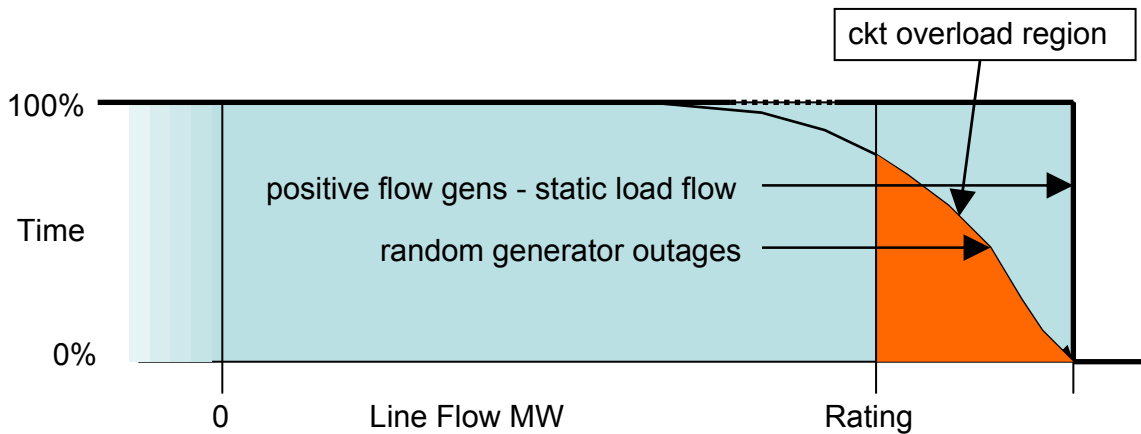 ckt overload region
100%
positive flow gens - static load flow
Time
random generator outages
0%
0
Line Flow MW
Rating